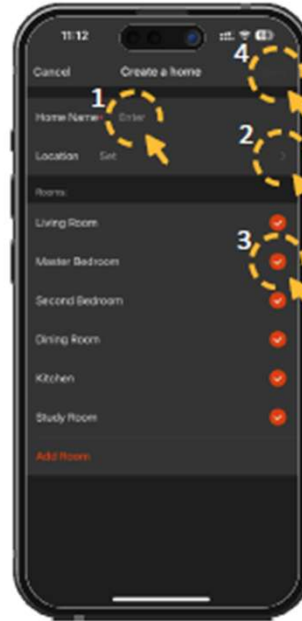 11:12
4
Cancel Create a home
1
Home Name* Enter
2
Location Set
Rooms:
Living Room
3
Master Bedroom
Second Bedroom
Dining Room
Kitchen
Study Room
Add Room